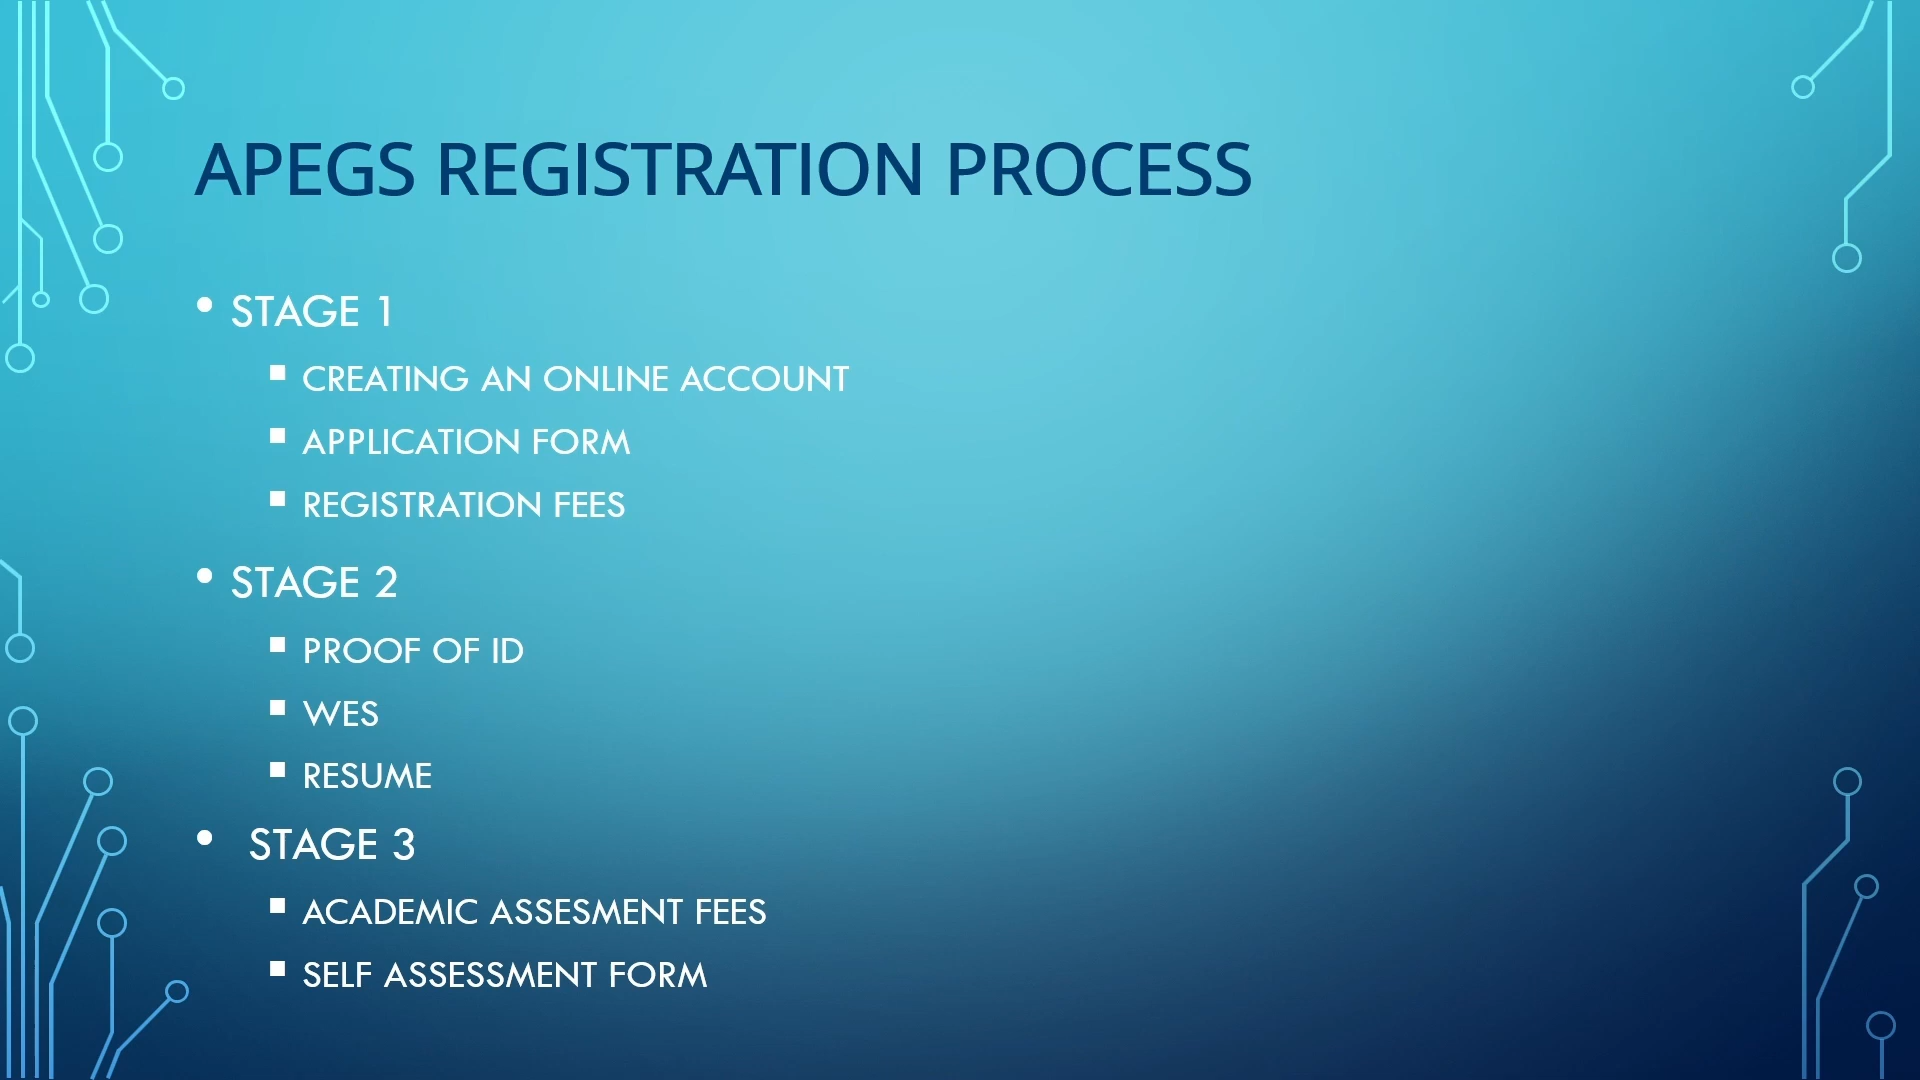 APEGS REGISTRATION PROCESS
• STAGE 1
▪ CREATING AN ONLINE ACCOUNT
▪ APPLICATION FORM
▪ REGISTRATION FEES
• STAGE 2
▪ PROOF OF ID
▪ WES
▪ RESUME
• STAGE 3
▪ ACADEMIC ASSESMENT FEES
▪ SELF ASSESSMENT FORM